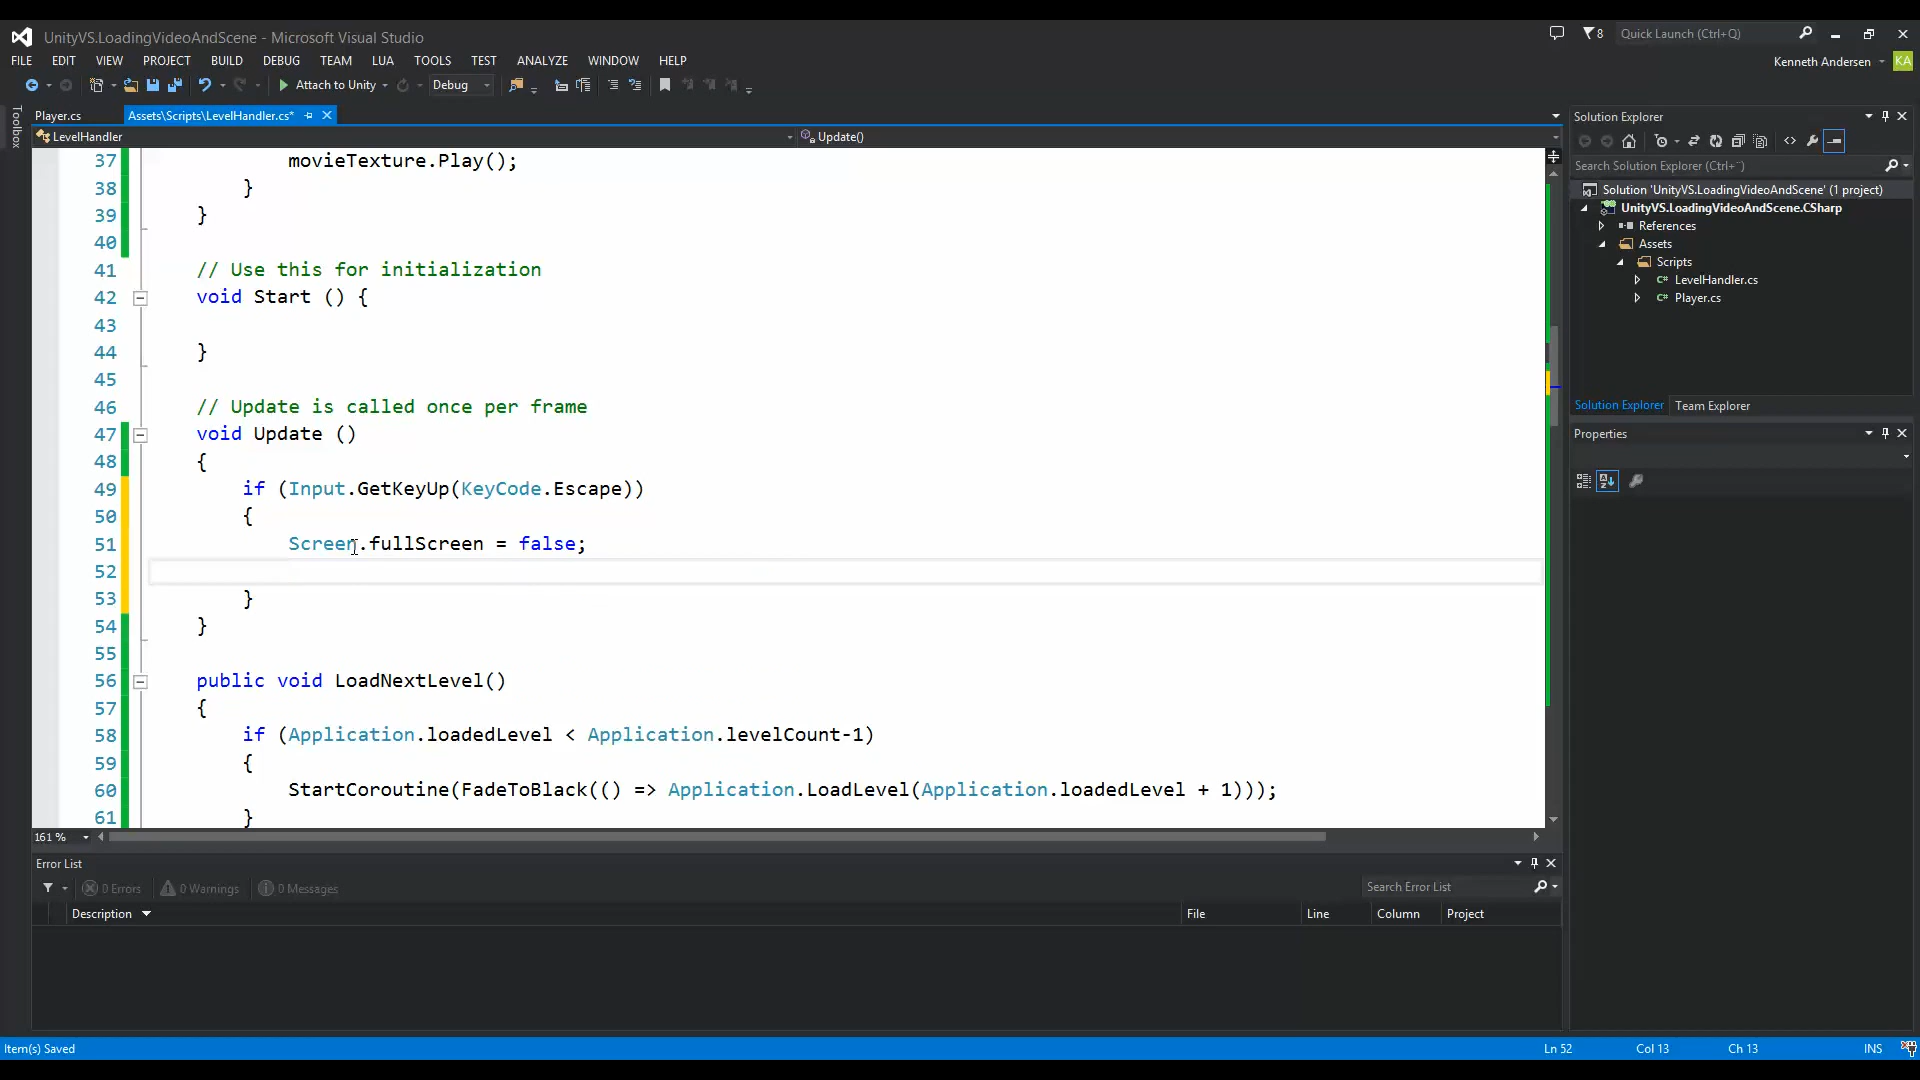 UnityVS.LoadingVideoAndScene - Microsoft Visual Studio
8
Quick Launch (Ctrl+Q)
FILE EDIT VIEW PROJECT BUILD DEBUG TEAM LUA TOOLS TEST ANALYZE WINDOW HELP
Kenneth Andersen KA
Attach to Unity Debug
Toolbox
Player.cs Assets\Scripts\LevelHandler.cs*
LevelHandler Update()
37 movieTexture.Play();
38 }
39 }
40
41 // Use this for initialization
42 void Start () {
43
44 }
45
46 // Update is called once per frame
47 void Update ()
48 {
49 if (Input.GetKeyUp(KeyCode.Escape))
50 {
51 Screen.fullScreen = false;
52
53 }
54 }
55
56 public void LoadNextLevel()
57 {
58 if (Application.loadedLevel < Application.levelCount-1)
59 {
60 StartCoroutine(FadeToBlack(() => Application.LoadLevel(Application.loadedLevel + 1)));
61 }
161 %
Solution Explorer
Search Solution Explorer (Ctrl+¨)
Solution 'UnityVS.LoadingVideoAndScene' (1 project)
UnityVS.LoadingVideoAndScene.CSharp
References
Assets
Scripts
C# LevelHandler.cs
C# Player.cs
Solution Explorer Team Explorer
Properties
Error List
0 Errors 0 Warnings 0 Messages
Search Error List
Description File Line Column Project
Item(s) Saved Ln 52 Col 13 Ch 13 INS